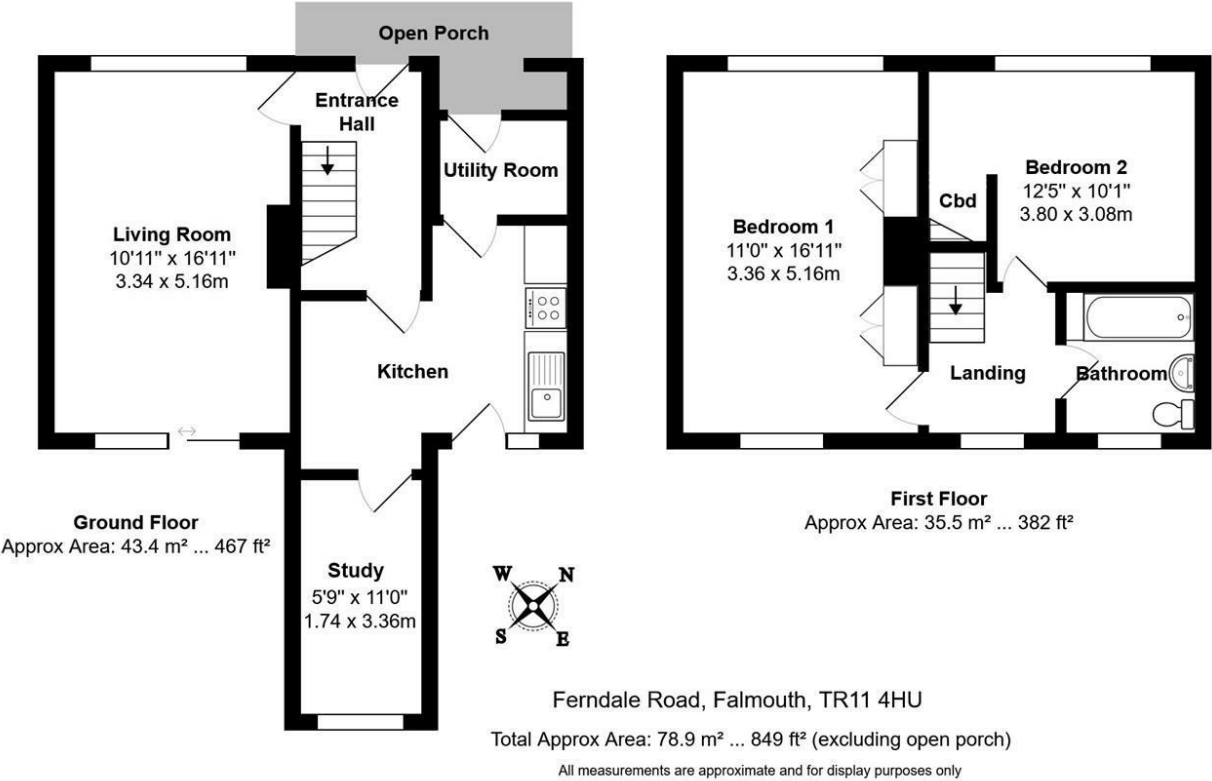 Open Porch
Entrance
Hall
Utility Room
Living Room
10'11" x 16'11"
3.34 x 5.16m
Kitchen
Ground Floor
Approx Area: 43.4 m² ... 467 ft²
Study
5'9" x 11'0"
1.74 x 3.36m
Bedroom 1
11'0" x 16'11"
3.36 x 5.16m
Bedroom 2
12'5" x 10'1"
3.80 x 3.08m
Cbd
Landing
Bathroom
First Floor
Approx Area: 35.5 m² ... 382 ft²
W N
S E
Ferndale Road, Falmouth, TR11 4HU
Total Approx Area: 78.9 m² ... 849 ft² (excluding open porch)
All measurements are approximate and for display purposes only